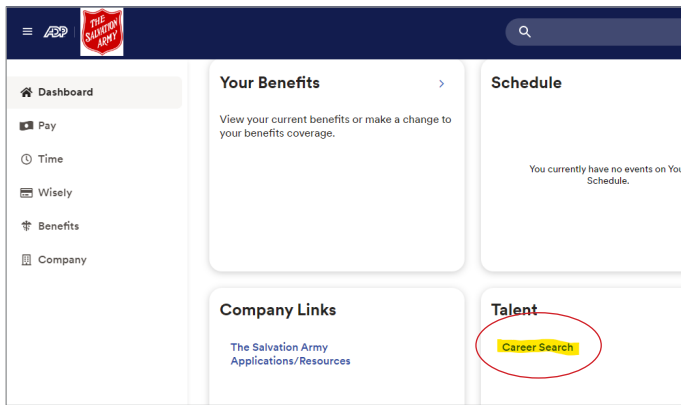 ADP
THE
SALVATION
ARMY
Dashboard
Pay
Time
Wisely
Benefits
Company
Your Benefits
View your current benefits or make a change to
your benefits coverage.
Schedule
You currently have no events on You
Schedule.
Company Links
The Salvation Army
Applications/Resources
Talent
Career Search